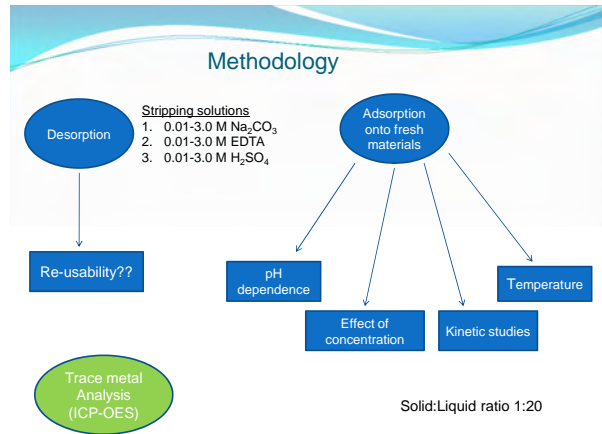 Methodology
Desorption
Stripping solutions
1. 0.01-3.0 M Na₂CO₃
2. 0.01-3.0 M EDTA
3. 0.01-3.0 M H₂SO₄
Adsorption
onto fresh
materials
Re-usability??
pH
dependence
Effect of
concentration
Kinetic studies
Temperature
Trace metal
Analysis
(ICP-OES)
Solid:Liquid ratio 1:20